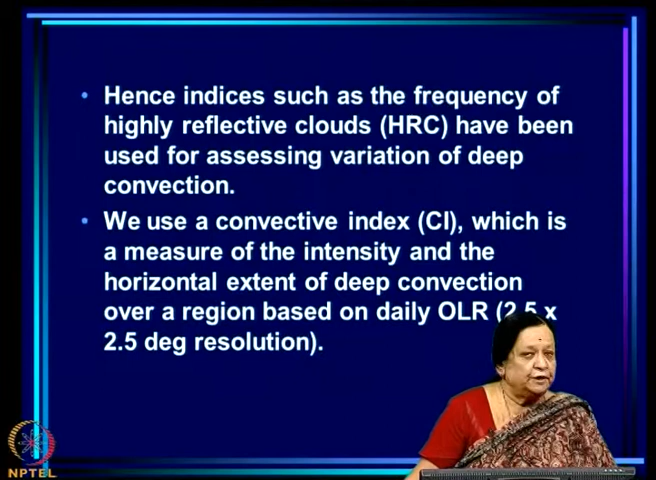 • Hence indices such as the frequency of
highly reflective clouds (HRC) have been
used for assessing variation of deep
convection.
• We use a convective index (CI), which is
a measure of the intensity and the
horizontal extent of deep convection
over a region based on daily OLR (2.5 x
2.5 deg resolution).
NPTEL